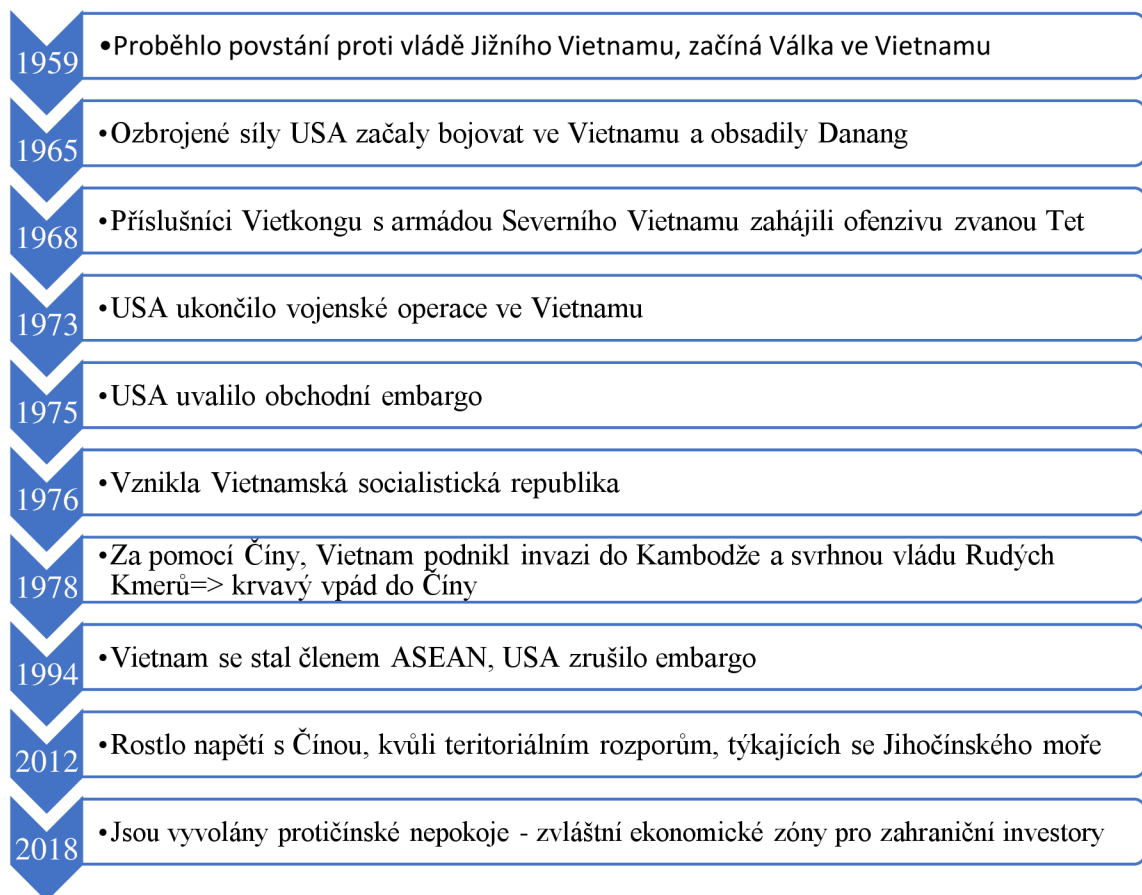 1959
•Proběhlo povstání proti vládě Jižního Vietnamu, začíná Válka ve Vietnamu
1965
•Ozbrojené síly USA začaly bojovat ve Vietnamu a obsadily Danang
1968
•Příslušníci Vietkongu s armádou Severního Vietnamu zahájili ofenzivu zvanou Tet
1973
•USA ukončilo vojenské operace ve Vietnamu
1975
•USA uvalilo obchodní embargo
1976
•Vznikla Vietnamská socialistická republika
1978
•Za pomocí Číny, Vietnam podnikl invazi do Kambodže a svrhnou vládu Rudých
Kmerů=> krvavý vpád do Číny
1994
•Vietnam se stal členem ASEAN, USA zrušilo embargo
2012
•Rostlo napětí s Čínou, kvůli teritoriálním rozporům, týkajících se Jihočínského moře
2018
•Jsou vyvolány protičínské nepokoje - zvláštní ekonomické zóny pro zahraniční investory